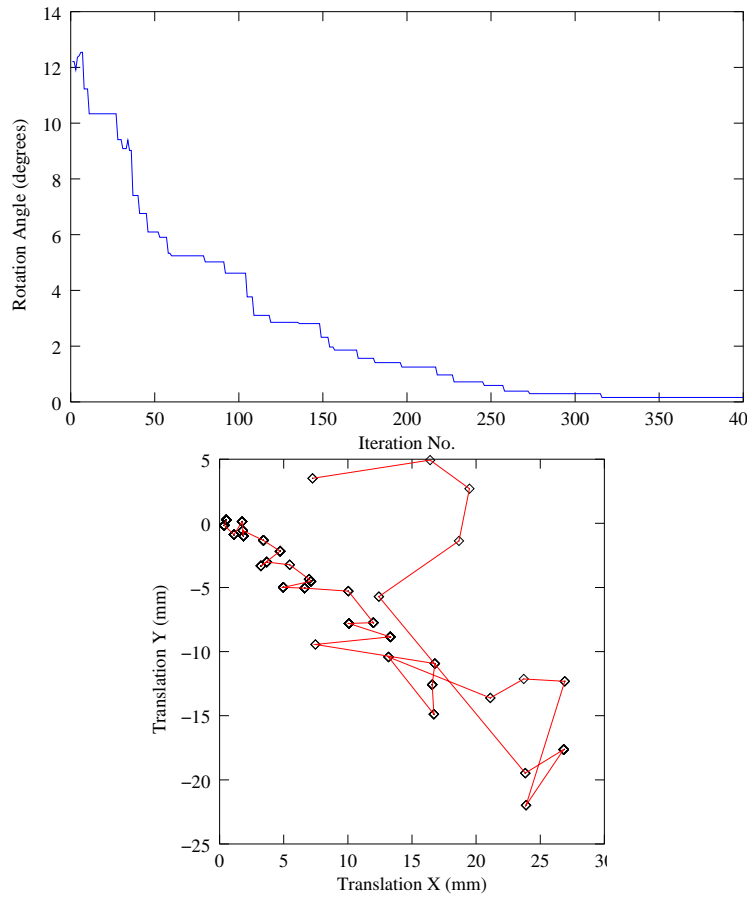 14
12
10
8
6
4
2
0
Rotation Angle (degrees)
0 50 100 150 200 250 300 350 40
Iteration No.
5
0
−5
−10
−15
−20
−25
Translation Y (mm)
0 5 10 15 20 25 30
Translation X (mm)